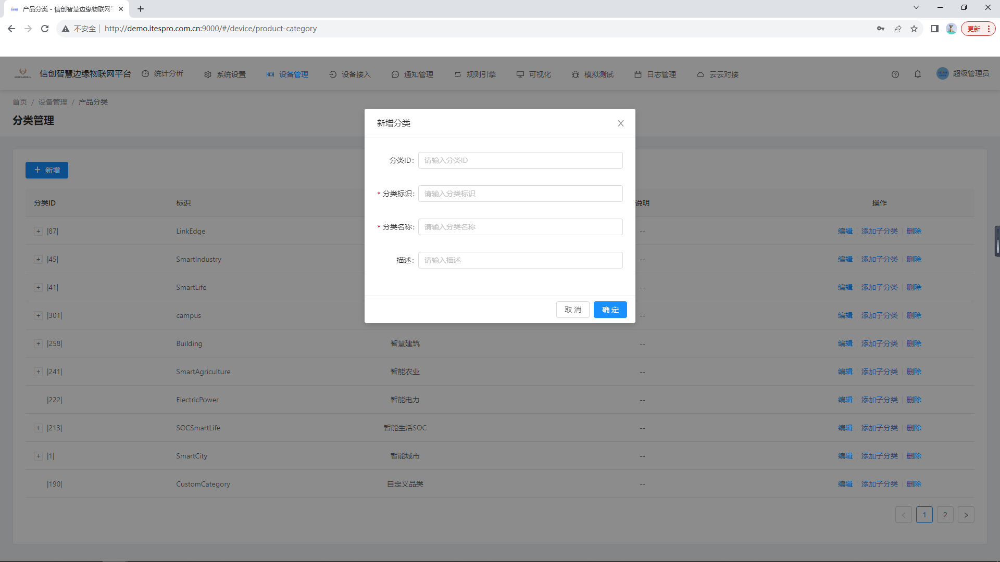 产品分类 - 信创智慧边缘物联网平
不安全 http://demo.itespro.com.cn:9000/#/device/product-category
更新
信创智慧边缘物联网平台 统计分析 系统设置 设备管理 设备接入 通知管理 规则引擎 可视化 模拟测试 日志管理 云云对接 超级管理员
首页 / 设备管理 / 产品分类
分类管理
新增分类
分类ID: 请输入分类ID
* 分类标识: 请输入分类标识
* 分类名称: 请输入分类名称
描述: 请输入描述
取 消 确 定
+ 新增
分类ID 标识 说明 操作
+ |87| LinkEdge -- 编辑 添加子分类 删除
+ |45| SmartIndustry -- 编辑 添加子分类 删除
+ |41| SmartLife -- 编辑 添加子分类 删除
+ |301| campus -- 编辑 添加子分类 删除
+ |258| Building 智慧建筑 -- 编辑 添加子分类 删除
+ |241| SmartAgriculture 智能农业 -- 编辑 添加子分类 删除
|222| ElectricPower 智能电力 -- 编辑 添加子分类 删除
+ |213| SOCSmartLife 智能生活SOC -- 编辑 添加子分类 删除
+ |1| SmartCity 智能城市 -- 编辑 添加子分类 删除
|190| CustomCategory 自定义品类 -- 编辑 添加子分类 删除
< 1 2 >